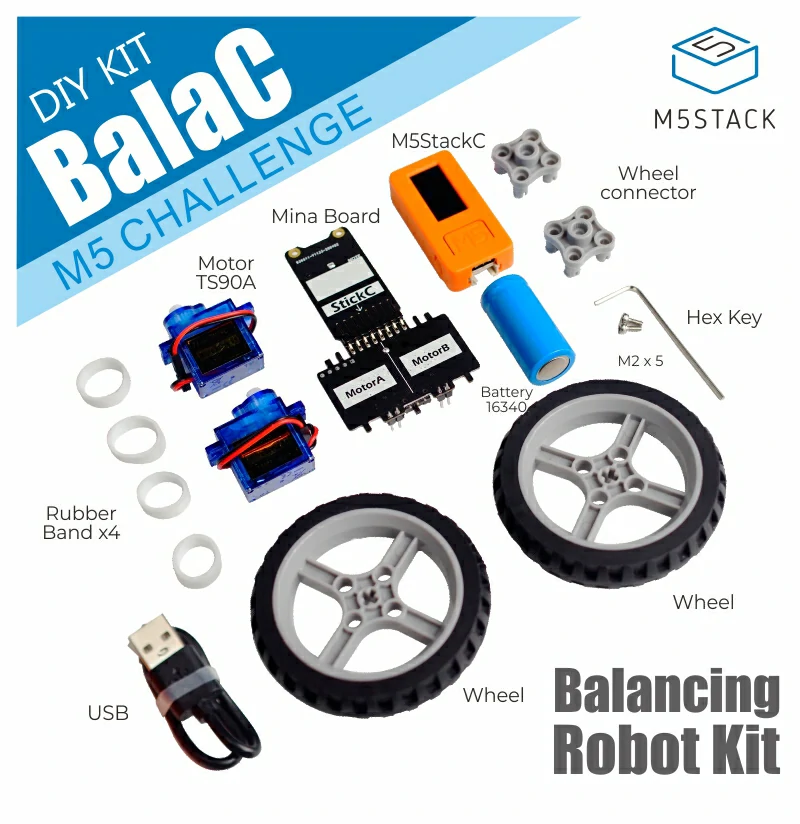 DIY KIT
BalaC
M5 CHALLENGE
M5STACK
M5StackC
Wheel
connector
Mina Board
Motor
TS90A
StickC
MotorA
MotorB
Hex Key
M2 x 5
Battery
16340
Rubber
Band x4
Wheel
Wheel
USB
Balancing
Robot Kit